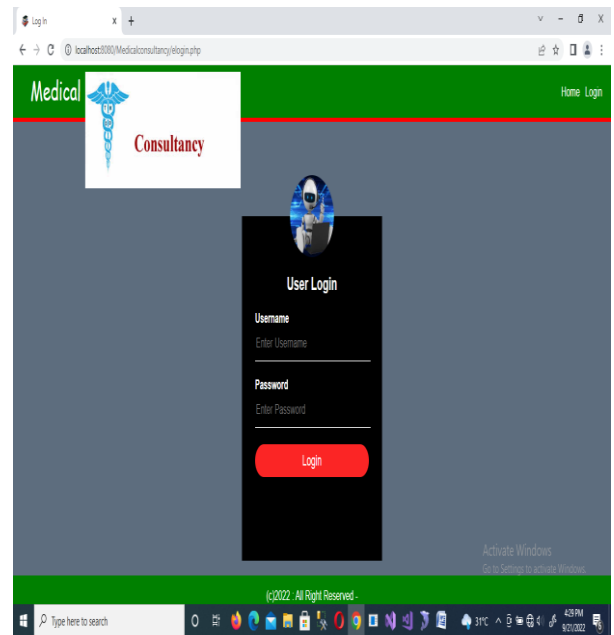 Log In
localhost:8080/Medicalconsultancy/elogin.php
Medical
Consultancy
Home Login
User Login
Username
Enter Username
Password
Enter Password
Login
Activate Windows
Go to Settings to activate Windows.
(c)2022 : All Right Reserved -
Type here to search
31°C
4:29 PM
9/21/2022